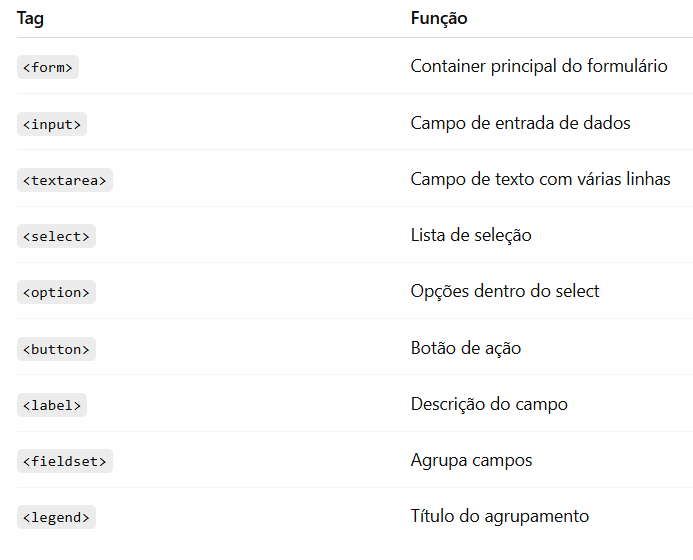 Tag Função
<form> Container principal do formulário
<input> Campo de entrada de dados
<textarea> Campo de texto com várias linhas
<select> Lista de seleção
<option> Opções dentro do select
<button> Botão de ação
<label> Descrição do campo
<fieldset> Agrupa campos
<legend> Título do agrupamento